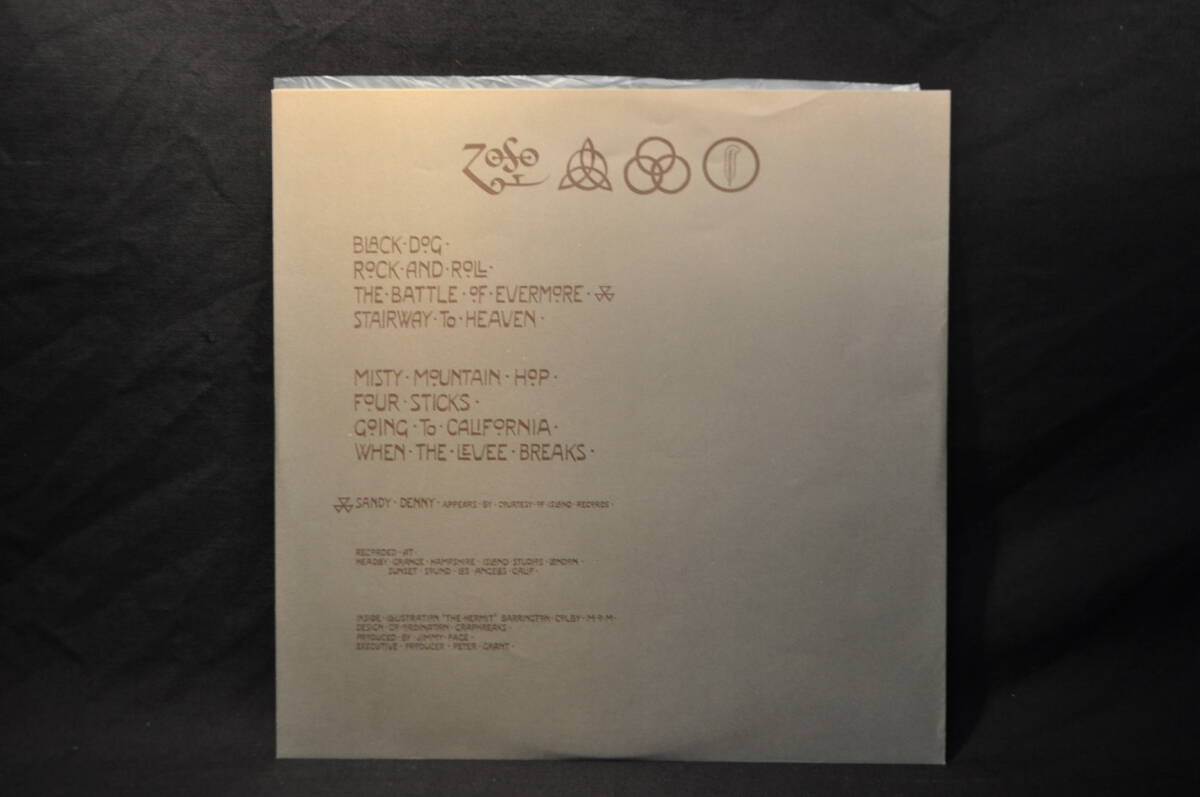 ZOSO
BLACK · DOG ·
ROCK · AND · ROLL ·
THE · BATTLE · OF · EVERMORE ·
STAIRWAY · TO · HEAVEN ·
MISTY · MOUNTAIN · HOP ·
FOUR · STICKS ·
GOING · TO · CALIFORNIA ·
WHEN · THE · LEVEE · BREAKS ·
SANDY · DENNY · APPEARS · BY · COURTESY · OF · ISLAND · RECORDS ·
RECORDED · AT ·
HEADLEY · GRANGE · HAMPSHIRE · ISLAND · STUDIOS · LONDON ·
SUNSET · SOUND · LOS · ANGELES · CALIF ·
INSIDE · ILLUSTRATION "THE · HERMIT" BARRINGTON · COLBY · M·O·M ·
DESIGN · CO-ORDINATION · GRAPHREAKS ·
PRODUCED · BY · JIMMY · PAGE ·
EXECUTIVE · PRODUCER · PETER · GRANT ·